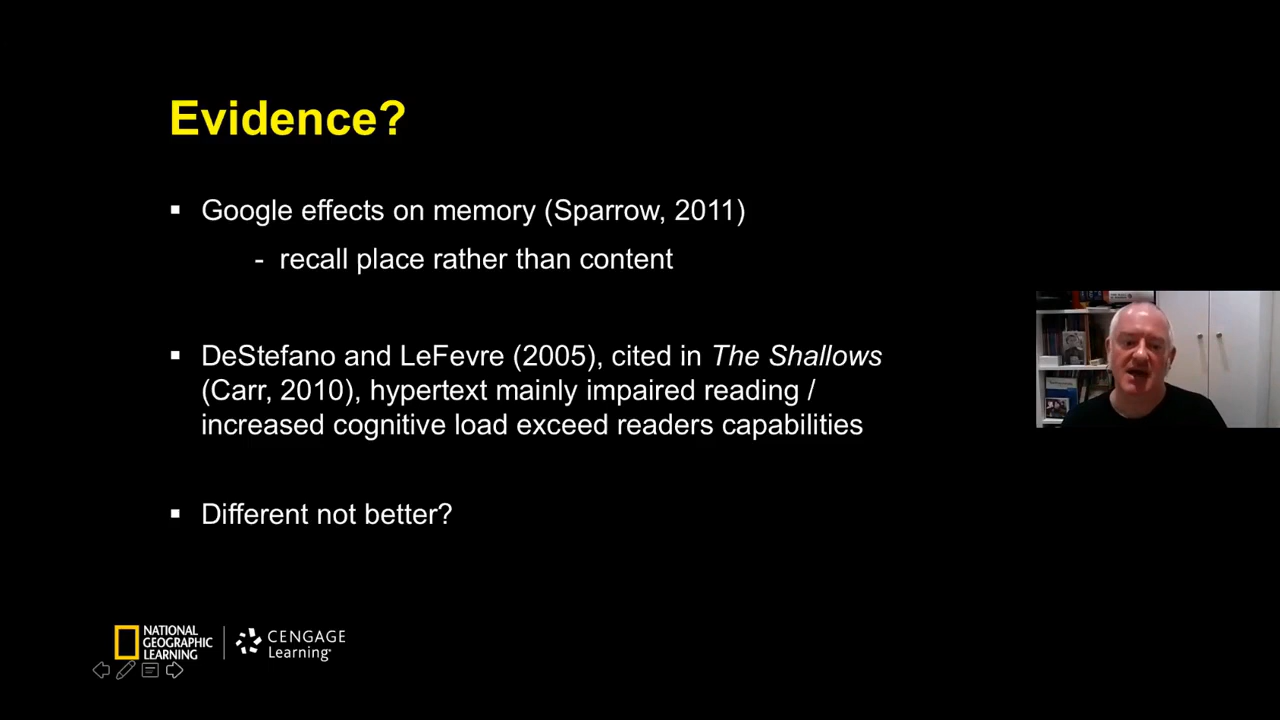 Evidence?
▪ Google effects on memory (Sparrow, 2011)
- recall place rather than content
▪ DeStefano and LeFevre (2005), cited in The Shallows
(Carr, 2010), hypertext mainly impaired reading /
increased cognitive load exceed readers capabilities
▪ Different not better?
NATIONAL
GEOGRAPHIC
LEARNING
CENGAGE
Learning™